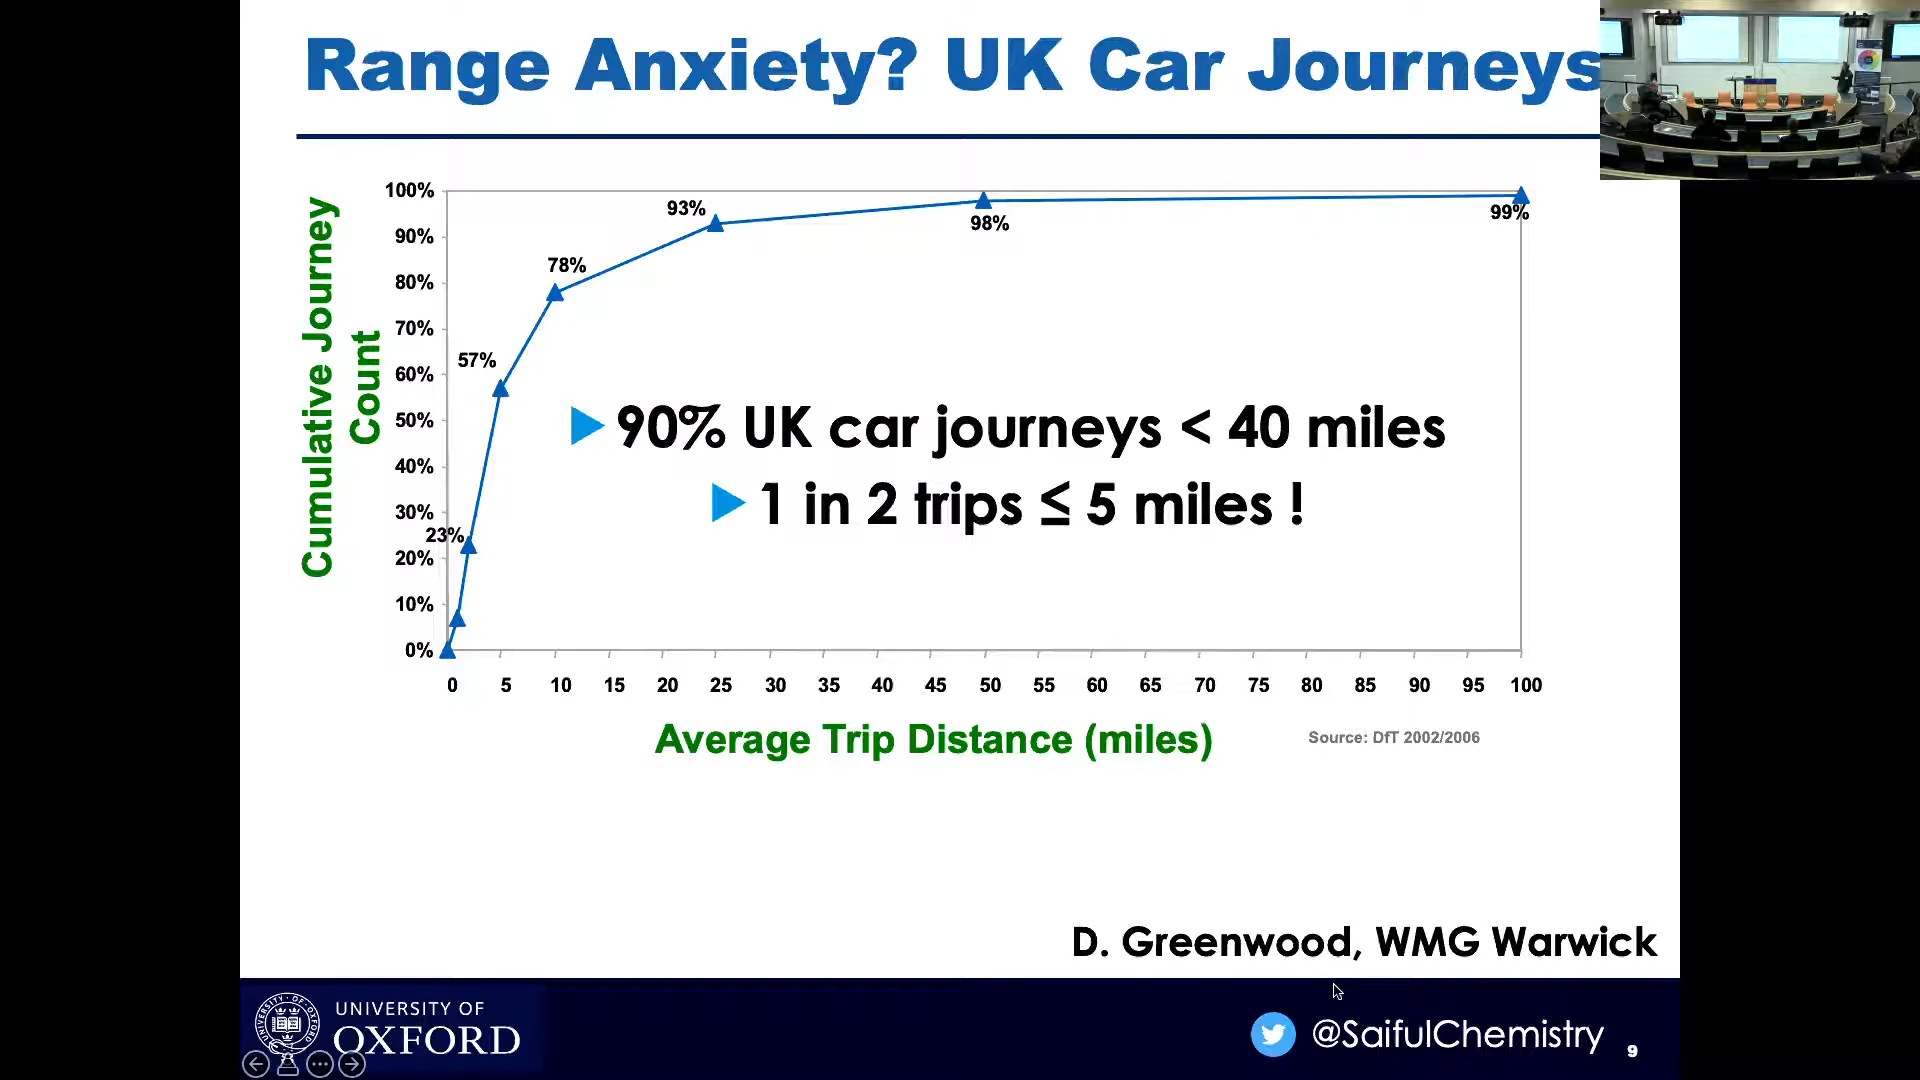 Range Anxiety? UK Car Journeys
100%
90%
80%
70%
60%
50%
40%
30%
20%
10%
0%
Cumulative Journey
Count
23%
57%
78%
93%
98%
99%
▶ 90% UK car journeys < 40 miles
▶ 1 in 2 trips ≤ 5 miles !
0 5 10 15 20 25 30 35 40 45 50 55 60 65 70 75 80 85 90 95 100
Average Trip Distance (miles)
Source: DfT 2002/2006
D. Greenwood, WMG Warwick
UNIVERSITY OF
OXFORD
@SaifulChemistry
9